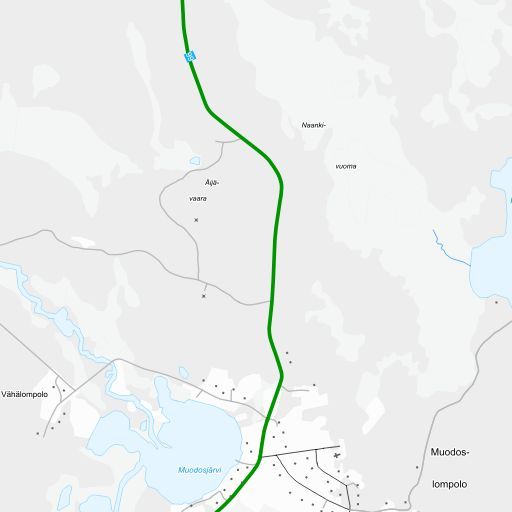 Naanki-
vuoma
Äijä-
vaara
Vähälompolo
Muodos-
lompolo
Muodosjärvi